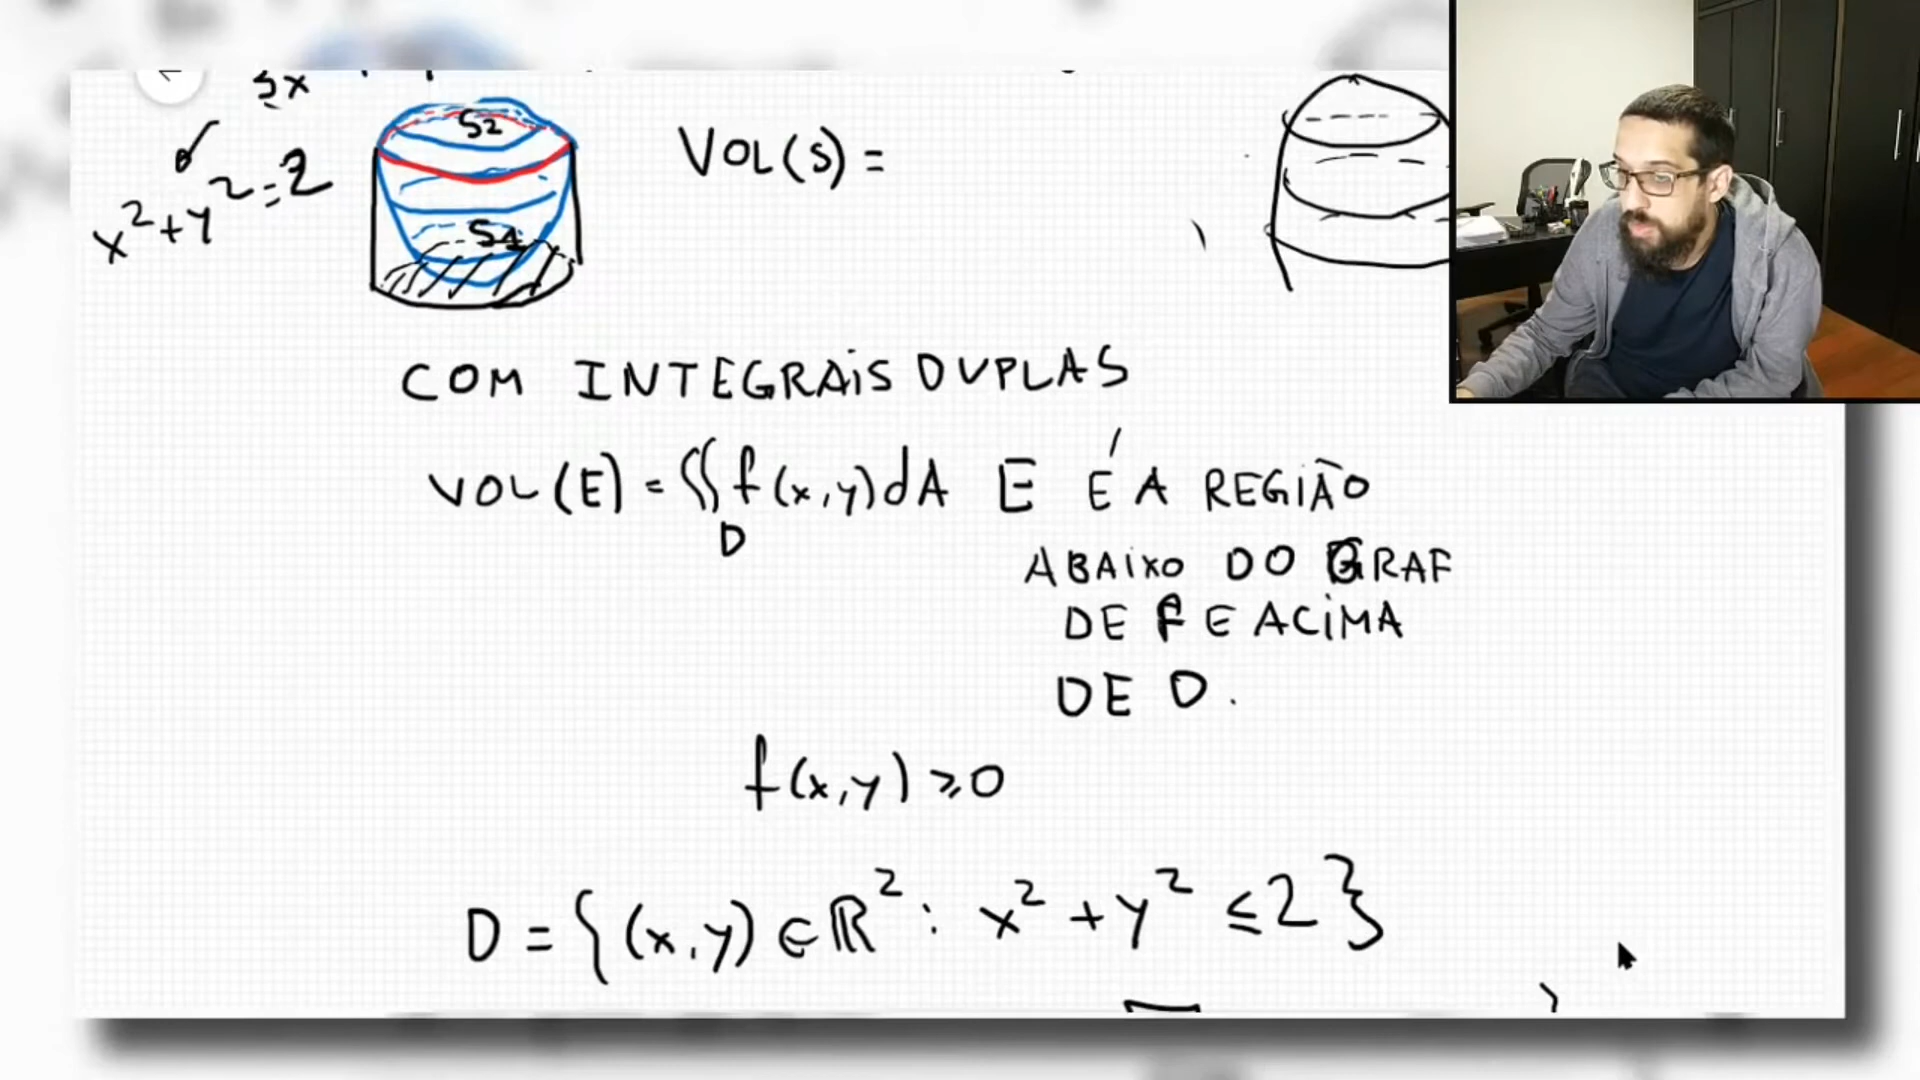 x²+y²=2
S2
S1
VOL(S) =
COM INTEGRAIS DUPLAS
VOL(E) = ∬ f(x,y)dA E É A REGIÃO
D
ABAIXO DO GRAF
DE F E ACIMA
DE D.
f(x,y) ⩾ 0
D = {(x,y) ∈ ℝ² : x² + y² ≤ 2}